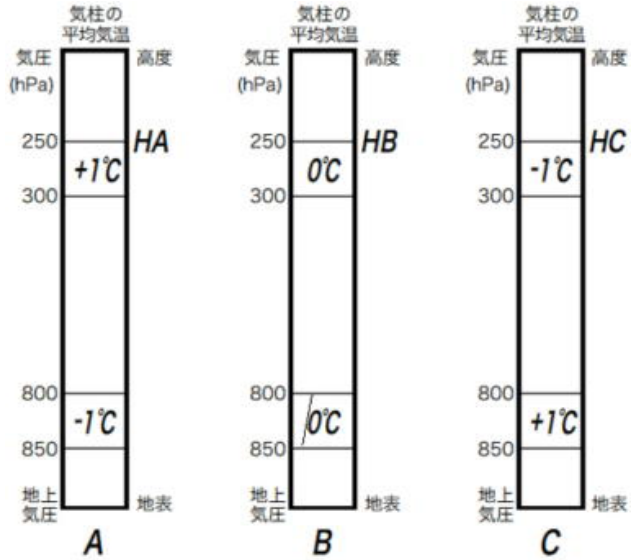 気柱の
平均気温
気圧
(hPa)
高度
250
HA
+1℃
300
800
-1℃
850
地上
気圧
地表
A
気柱の
平均気温
気圧
(hPa)
高度
250
HB
0℃
300
800
0℃
850
地上
気圧
地表
B
気柱の
平均気温
気圧
(hPa)
高度
250
HC
-1℃
300
800
+1℃
850
地上
気圧
地表
C